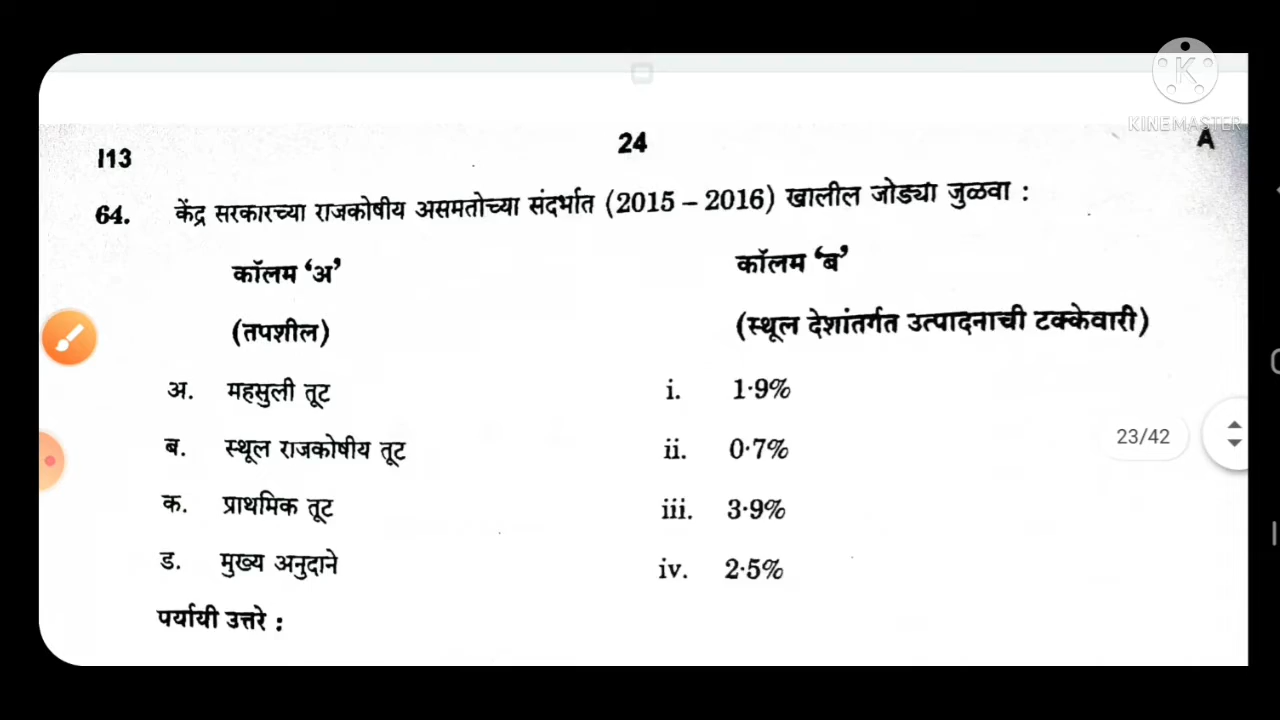 KINEMASTER
I13 24 A
64. केंद्र सरकारच्या राजकोषीय असमतोच्या संदर्भात (2015 – 2016) खालील जोड्या जुळवा :
कॉलम ‘अ’ कॉलम ‘ब’
(तपशील) (स्थूल देशांतर्गत उत्पादनाची टक्केवारी)
अ. महसुली तूट i. 1·9%
ब. स्थूल राजकोषीय तूट ii. 0·7%
23/42
क. प्राथमिक तूट iii. 3·9%
ड. मुख्य अनुदाने iv. 2·5%
पर्यायी उत्तरे :